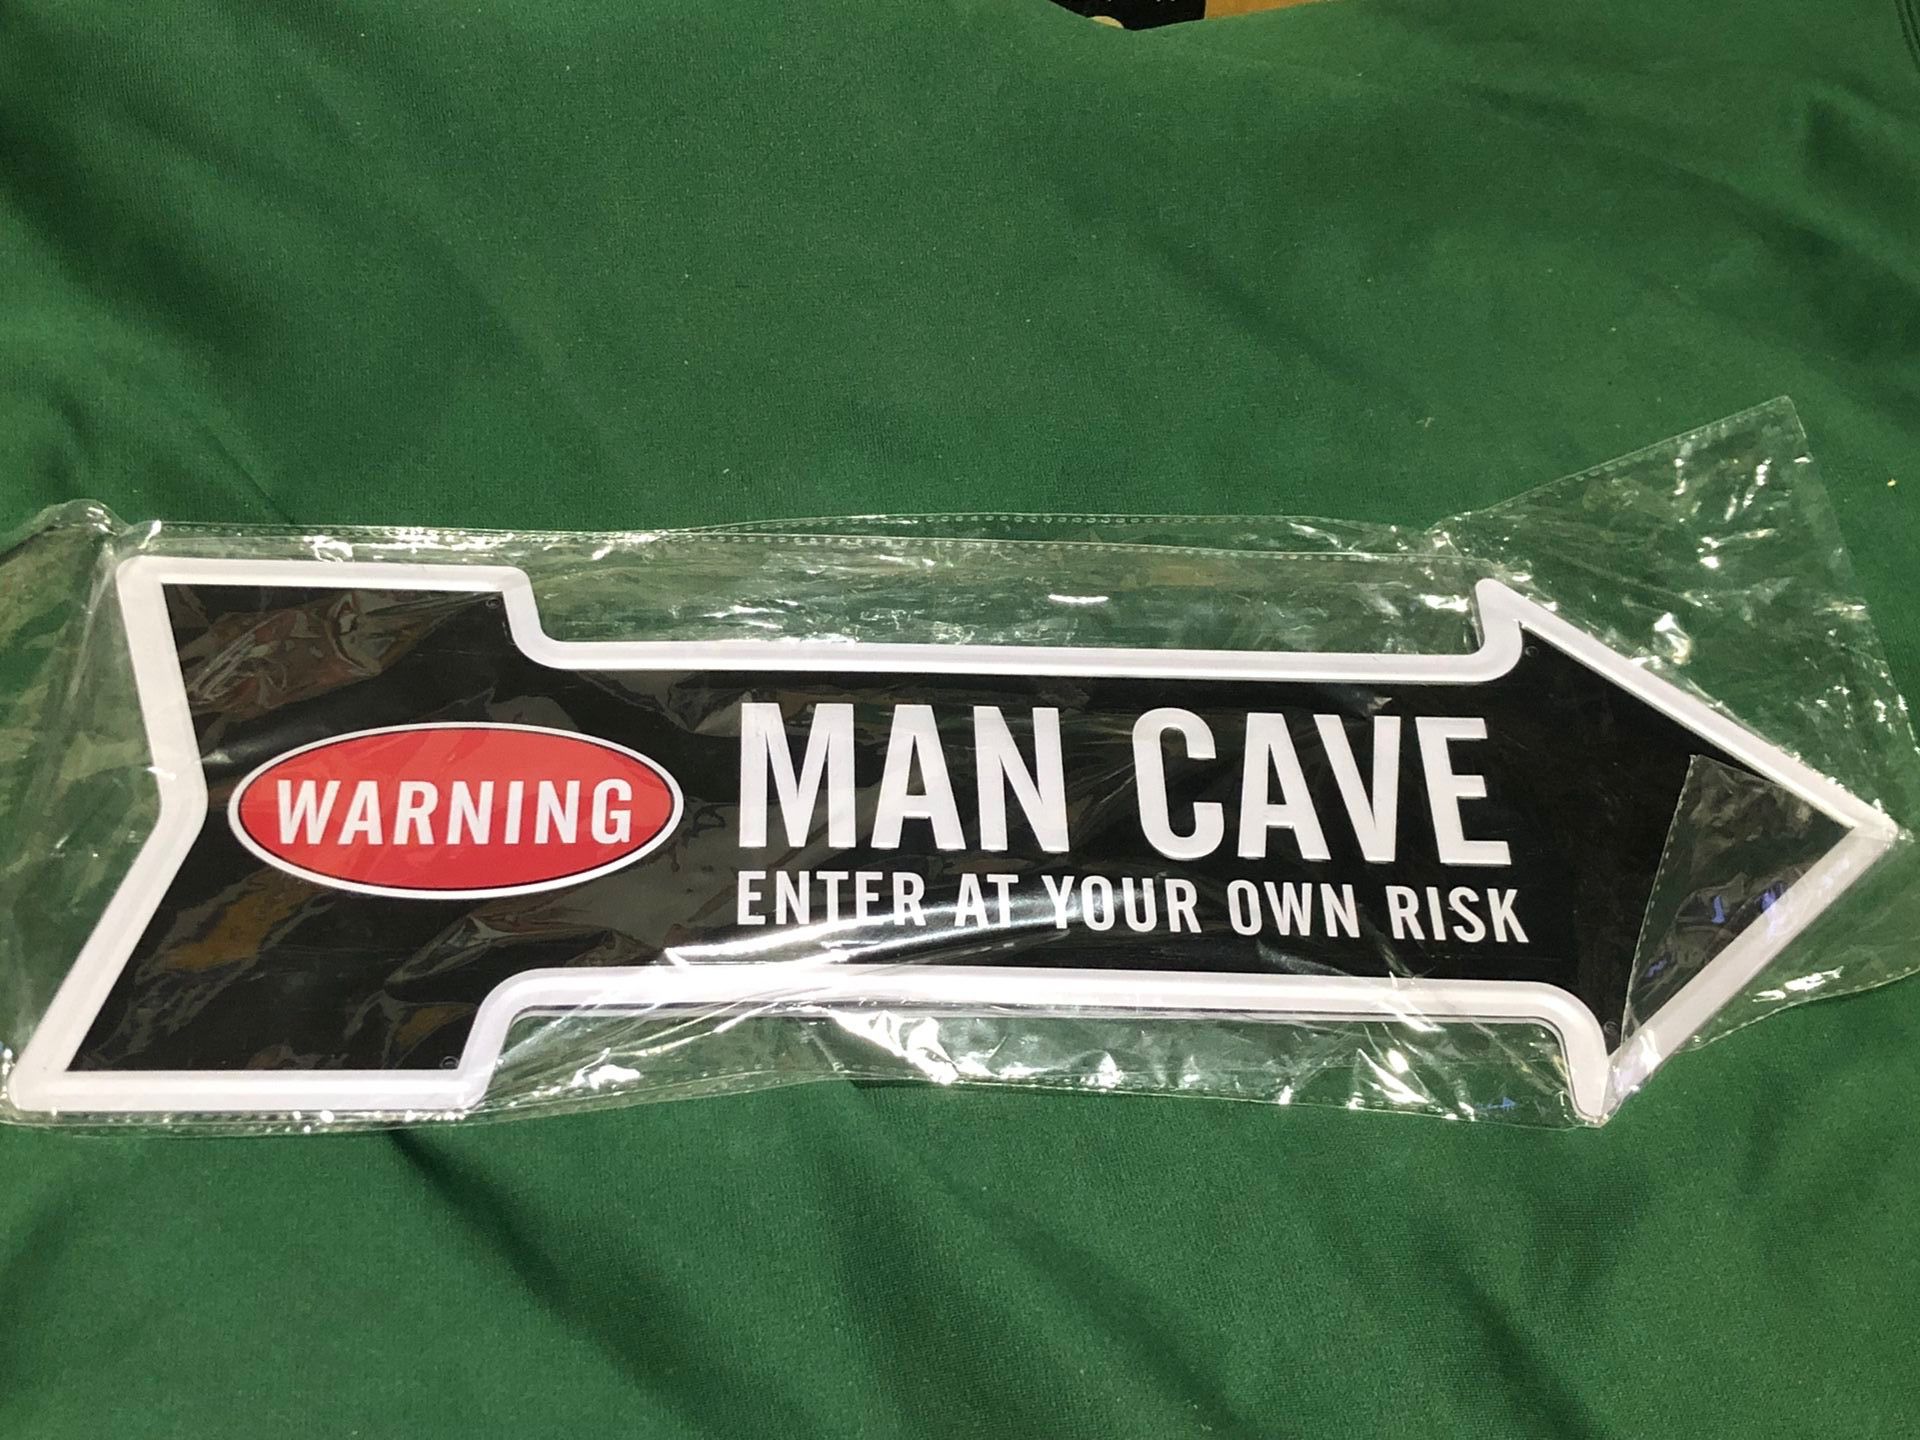 WARNING
MAN CAVE
ENTER AT YOUR OWN RISK